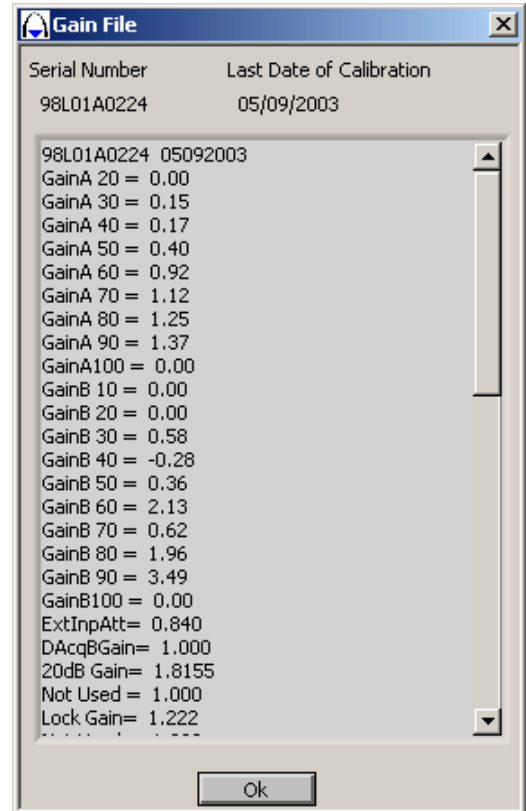 Gain File
Serial Number Last Date of Calibration
98L01A0224 05/09/2003
98L01A0224 05092003
GainA 20 = 0.00
GainA 30 = 0.15
GainA 40 = 0.17
GainA 50 = 0.40
GainA 60 = 0.92
GainA 70 = 1.12
GainA 80 = 1.25
GainA 90 = 1.37
GainA100 = 0.00
GainB 10 = 0.00
GainB 20 = 0.00
GainB 30 = 0.58
GainB 40 = -0.28
GainB 50 = 0.36
GainB 60 = 2.13
GainB 70 = 0.62
GainB 80 = 1.96
GainB 90 = 3.49
GainB100 = 0.00
ExtInpAtt= 0.840
DAcqBGain= 1.000
20dB Gain= 1.8155
Not Used = 1.000
Lock Gain= 1.222
Ok